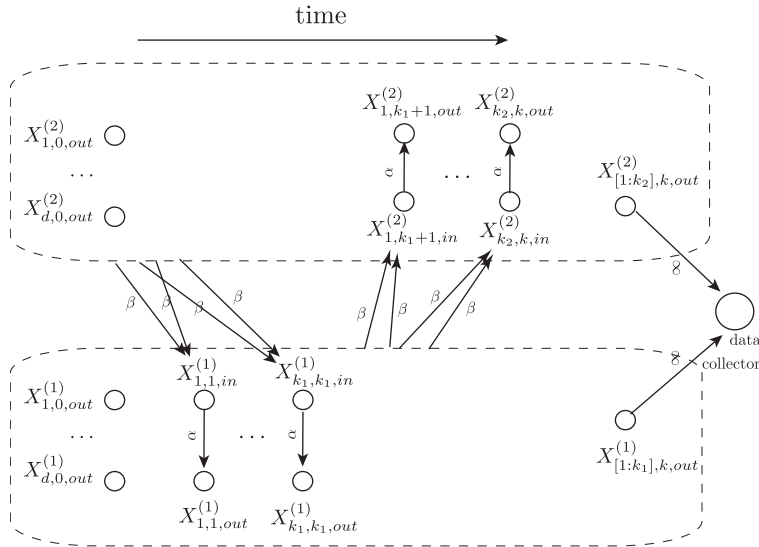 time
X^{(2)}_{1,k_1+1,out} X^{(2)}_{k_2,k,out}
X^{(2)}_{1,0,out}
α α
... ...
X^{(2)}_{[1:k_2],k,out}
X^{(2)}_{d,0,out}
X^{(2)}_{1,k_1+1,in} X^{(2)}_{k_2,k,in}
∞
β β β β β β β β
data
collector
∞
X^{(1)}_{1,1,in} X^{(1)}_{k_1,k_1,in}
X^{(1)}_{1,0,out}
α α
... ...
X^{(1)}_{d,0,out}
X^{(1)}_{[1:k_1],k,out}
X^{(1)}_{1,1,out} X^{(1)}_{k_1,k_1,out}